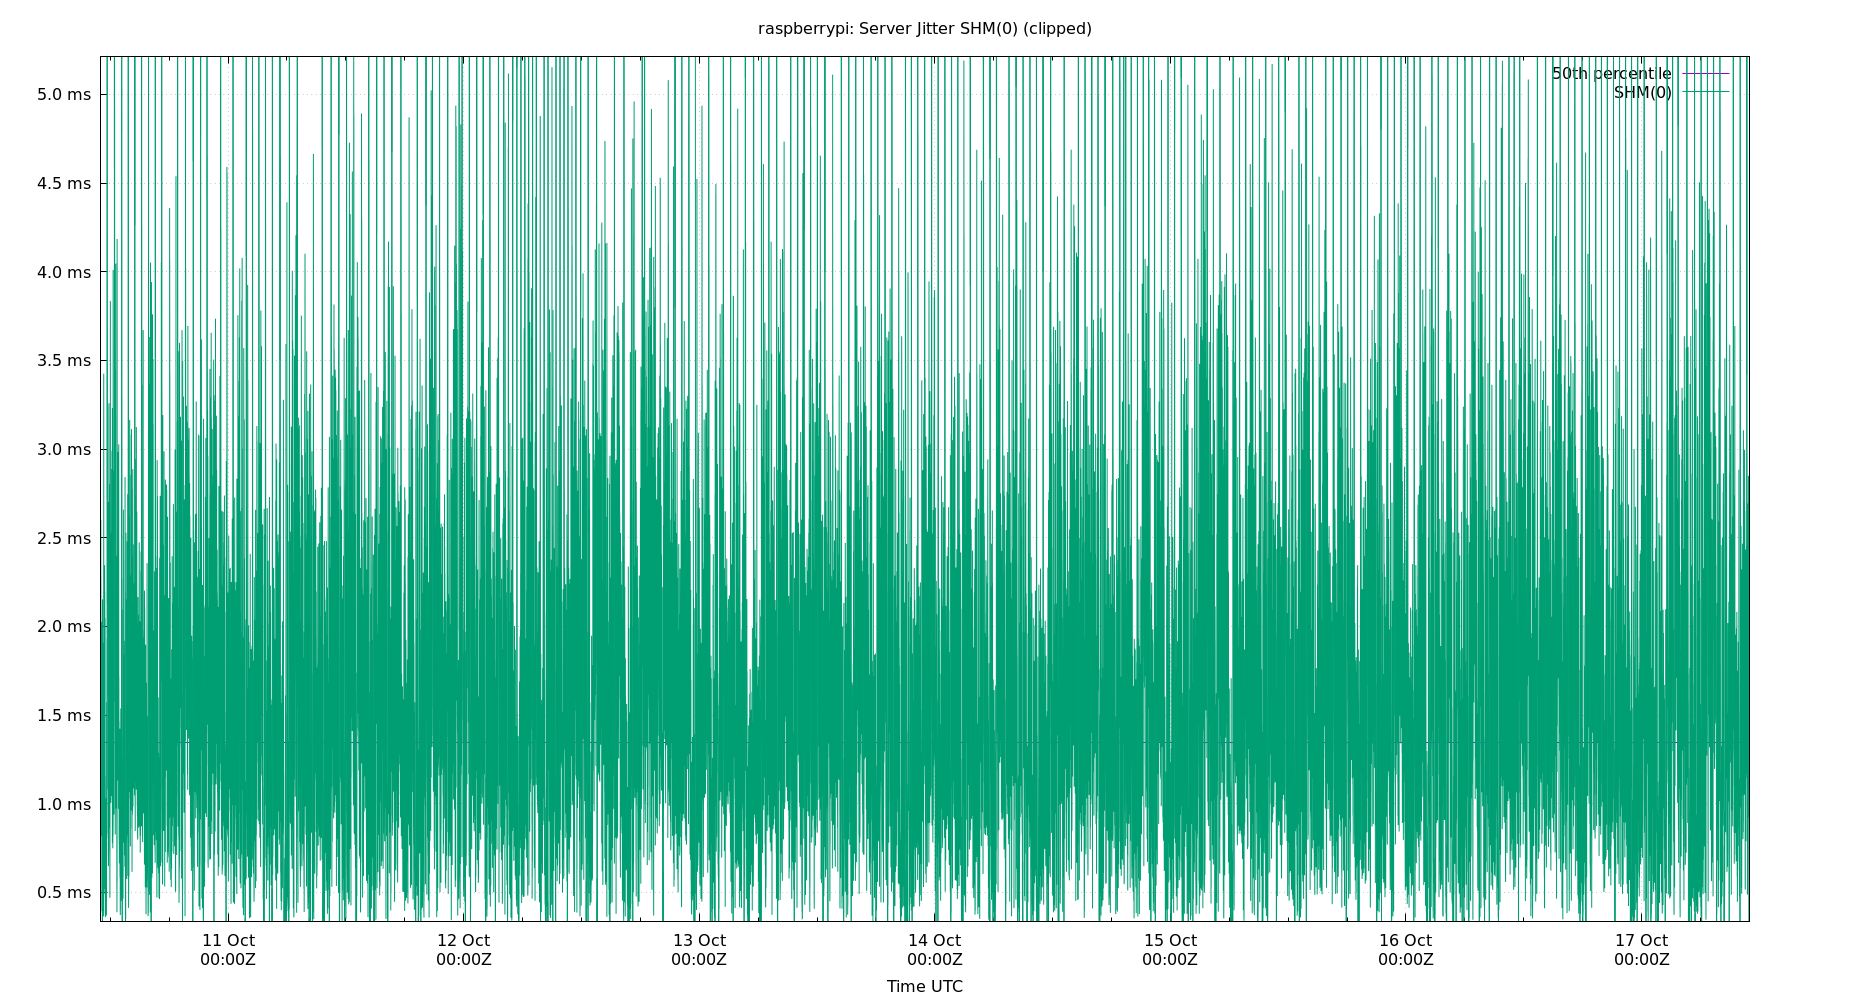 raspberrypi: Server Jitter SHM(0) (clipped)
50th percentile
SHM(0)
5.0 ms
4.5 ms
4.0 ms
3.5 ms
3.0 ms
2.5 ms
2.0 ms
1.5 ms
1.0 ms
0.5 ms
11 Oct 12 Oct 13 Oct 14 Oct 15 Oct 16 Oct 17 Oct
00:00Z 00:00Z 00:00Z 00:00Z 00:00Z 00:00Z 00:00Z
Time UTC